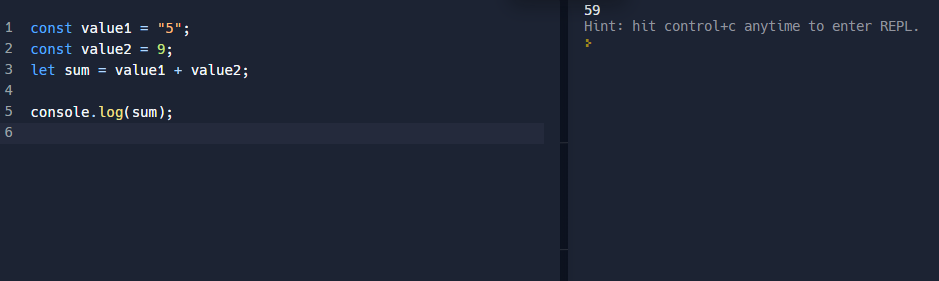 1 const value1 = "5";
2 const value2 = 9;
3 let sum = value1 + value2;
4
5 console.log(sum);
6
59
Hint: hit control+c anytime to enter REPL.